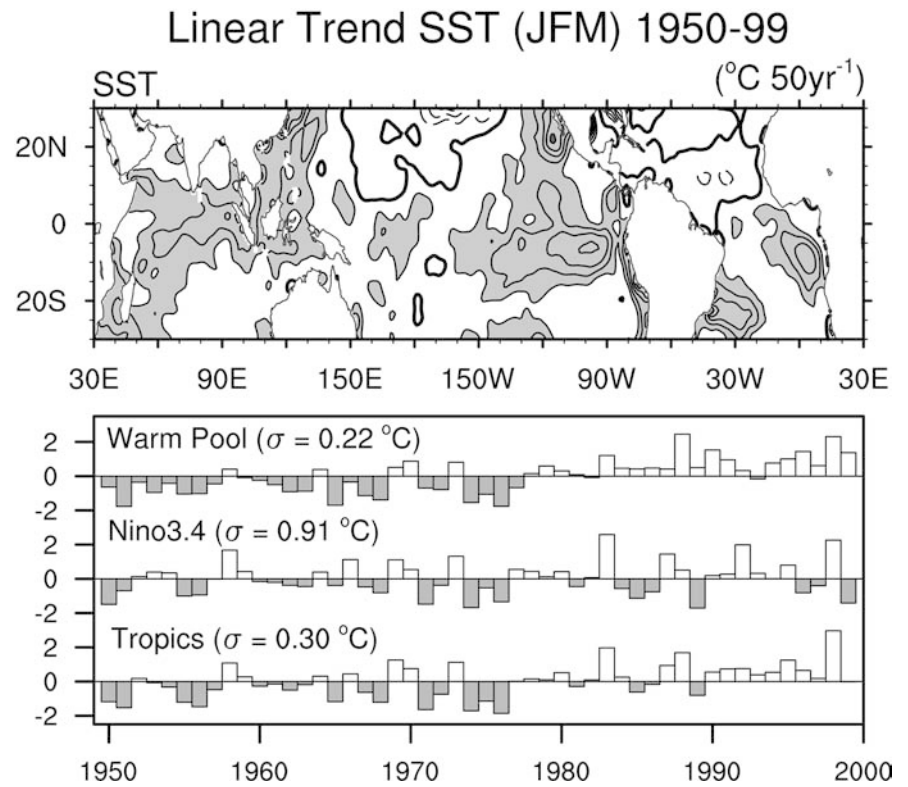 Linear Trend SST (JFM) 1950-99
SST (°C 50yr⁻¹)
20N
0
20S
30E 90E 150E 150W 90W 30W 30E
Warm Pool (σ = 0.22 °C)
2
0
-2
Nino3.4 (σ = 0.91 °C)
2
0
-2
Tropics (σ = 0.30 °C)
2
0
-2
1950 1960 1970 1980 1990 2000